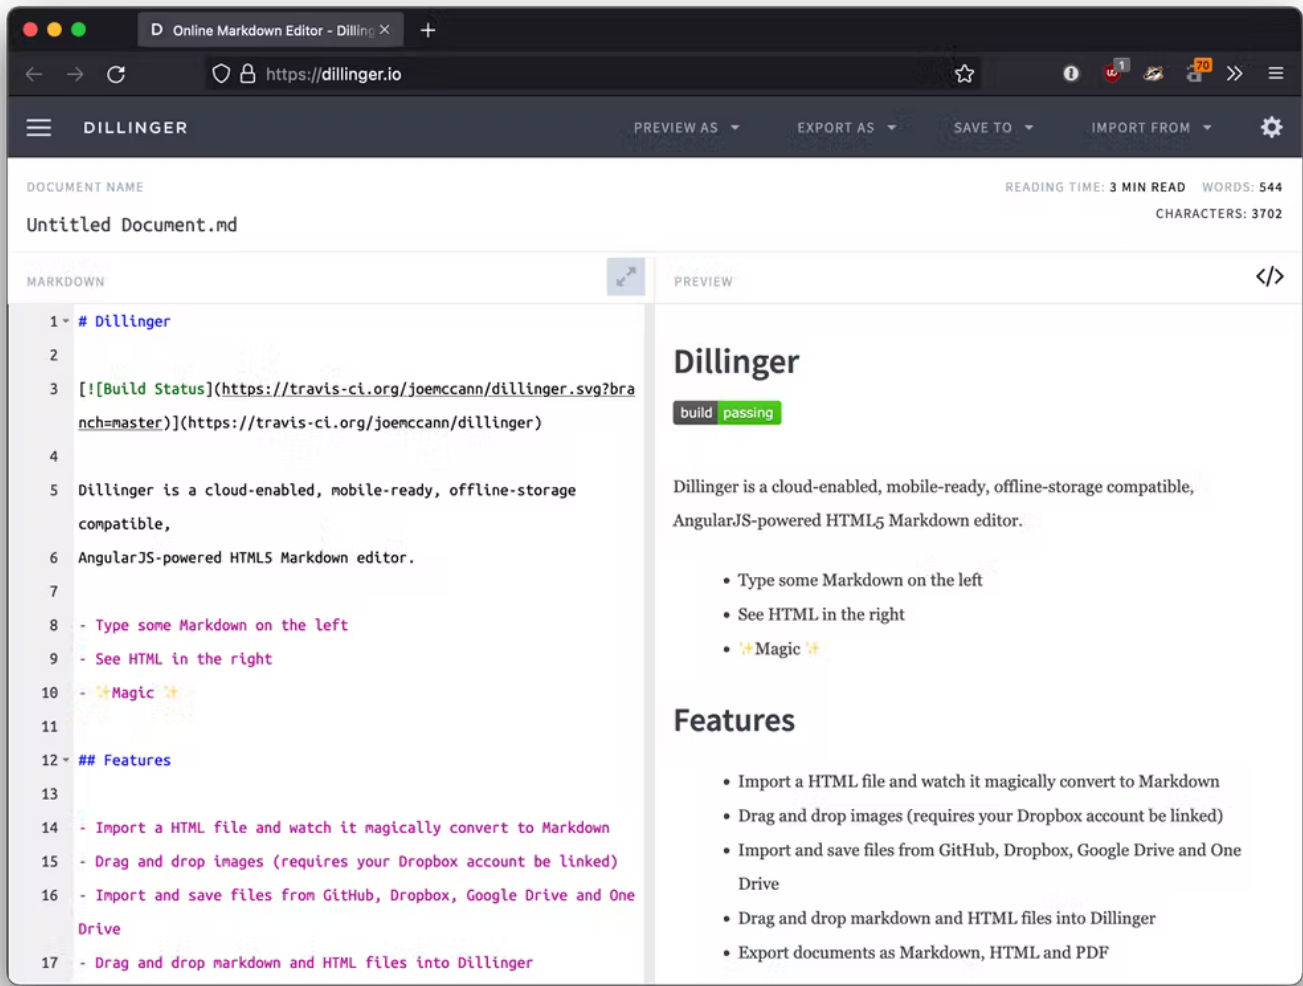 D Online Markdown Editor - Dilling
https://dillinger.io
1
70
DILLINGER
PREVIEW AS
EXPORT AS
SAVE TO
IMPORT FROM
DOCUMENT NAME
READING TIME: 3 MIN READ WORDS: 544
CHARACTERS: 3702
Untitled Document.md
MARKDOWN
1 # Dillinger
2
3 [![Build Status](https://travis-ci.org/joemccann/dillinger.svg?bra
nch=master)](https://travis-ci.org/joemccann/dillinger)
4
5 Dillinger is a cloud-enabled, mobile-ready, offline-storage
compatible,
6 AngularJS-powered HTML5 Markdown editor.
7
8 - Type some Markdown on the left
9 - See HTML in the right
10 - ✨Magic ✨
11
12 ## Features
13
14 - Import a HTML file and watch it magically convert to Markdown
15 - Drag and drop images (requires your Dropbox account be linked)
16 - Import and save files from GitHub, Dropbox, Google Drive and One
Drive
17 - Drag and drop markdown and HTML files into Dillinger
PREVIEW
</>
Dillinger
build passing
Dillinger is a cloud-enabled, mobile-ready, offline-storage compatible,
AngularJS-powered HTML5 Markdown editor.
• Type some Markdown on the left
• See HTML in the right
• ✨Magic ✨
Features
• Import a HTML file and watch it magically convert to Markdown
• Drag and drop images (requires your Dropbox account be linked)
• Import and save files from GitHub, Dropbox, Google Drive and One
Drive
• Drag and drop markdown and HTML files into Dillinger
• Export documents as Markdown, HTML and PDF